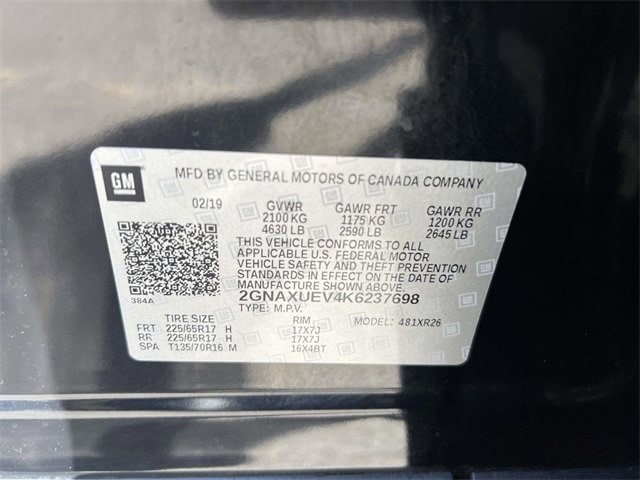 GM
MFD BY GENERAL MOTORS OF CANADA COMPANY
02/19 GVWR GAWR FRT GAWR RR
2100 KG 1175 KG 1200 KG
4630 LB 2590 LB 2645 LB
THIS VEHICLE CONFORMS TO ALL
APPLICABLE U.S. FEDERAL MOTOR
VEHICLE SAFETY AND THEFT PREVENTION
STANDARDS IN EFFECT ON THE DATE OF
MANUFACTURE SHOWN ABOVE.
384A 2GNAXUEV4K6237698
TYPE: M.P.V. MODEL: 481XR26
TIRE SIZE RIM
FRT 225/65R17 H 17X7J
RR 225/65R17 H 17X7J
SPA T135/70R16 M 16X4BT